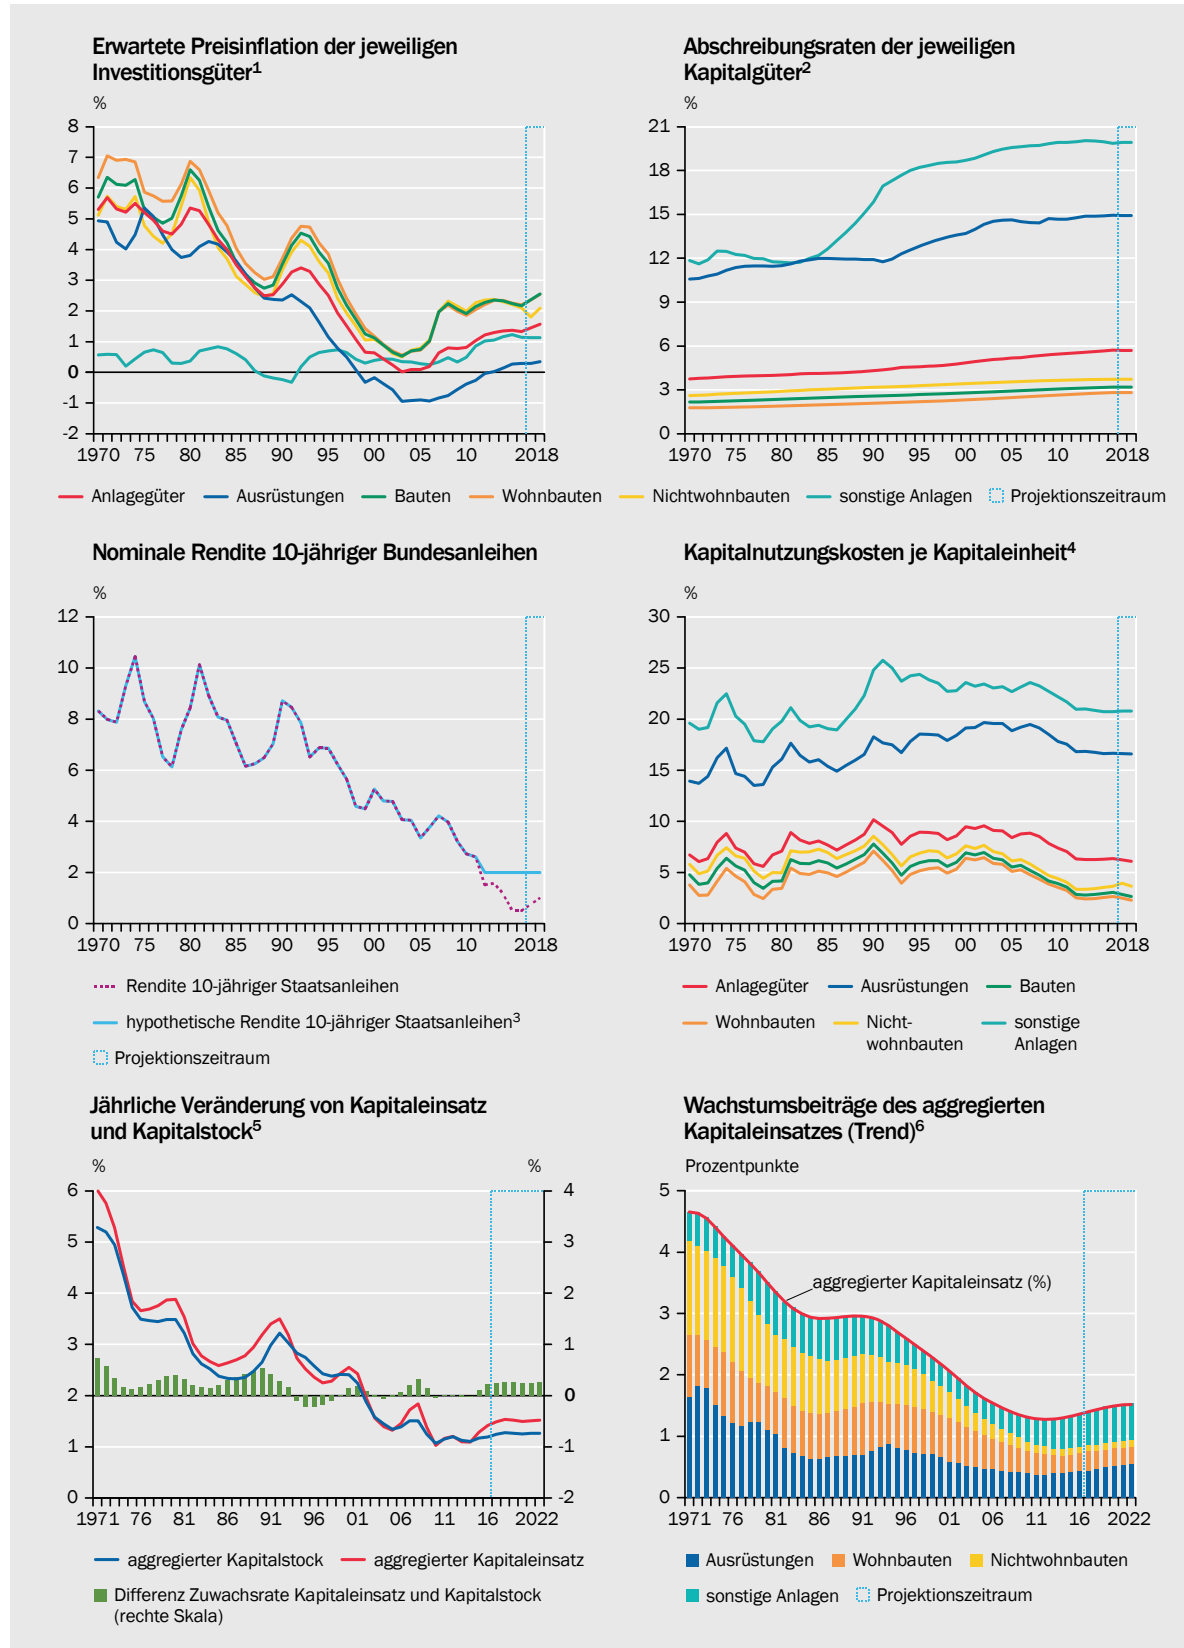 Erwartete Preisinflation der jeweiligen
Investitionsgüter1
%
8
7
6
5
4
3
2
1
0
-1
-2
1970 75 80 85 90 95 00 05 10 2018
Abschreibungsraten der jeweiligen
Kapitalgüter2
%
21
18
15
12
9
6
3
0
1970 75 80 85 90 95 00 05 10 2018
Anlagegüter Ausrüstungen Bauten Wohnbauten Nichtwohnbauten sonstige Anlagen Projektionszeitraum
Nominale Rendite 10-jähriger Bundesanleihen
%
12
10
8
6
4
2
0
1970 75 80 85 90 95 00 05 10 2018
Rendite 10-jähriger Staatsanleihen
hypothetische Rendite 10-jähriger Staatsanleihen3
Projektionszeitraum
Kapitalnutzungskosten je Kapitaleinheit4
%
30
25
20
15
10
5
0
1970 75 80 85 90 95 00 05 10 2018
Anlagegüter Ausrüstungen Bauten
Wohnbauten Nicht-
wohnbauten sonstige
Anlagen
Jährliche Veränderung von Kapitaleinsatz
und Kapitalstock5
% %
6 4
5 3
4 2
3 1
2 0
1 -1
0 -2
1971 76 81 86 91 96 01 06 11 16 2022
aggregierter Kapitalstock aggregierter Kapitaleinsatz
Differenz Zuwachsrate Kapitaleinsatz und Kapitalstock
(rechte Skala)
Wachstumsbeiträge des aggregierten
Kapitaleinsatzes (Trend)6
Prozentpunkte
5
4
3
2
1
0
aggregierter Kapitaleinsatz (%)
1971 76 81 86 91 96 01 06 11 16 2022
Ausrüstungen Wohnbauten Nichtwohnbauten
sonstige Anlagen Projektionszeitraum